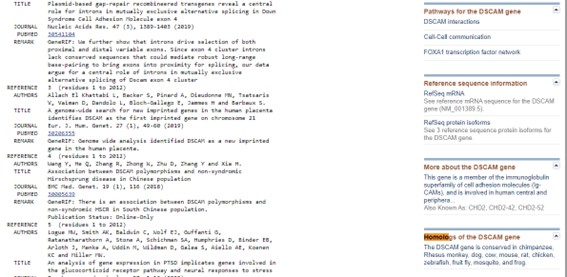 TITLE Plasmid-based gap-repair recombineered transgenes reveal a central
role for introns in mutually exclusive alternative splicing in Down
Syndrome Cell Adhesion Molecule exon 4
JOURNAL Nucleic Acids Res. 47 (3), 1389-1403 (2019)
PUBMED 30541104
REMARK GeneRIF: We further show that introns drive selection of both
proximal and distal variable exons. Since exon 4 cluster introns
lack conserved sequences that could mediate robust long-range
base-pairing to bring exons into proximity for splicing, our data
argue for a central role of introns in mutually exclusive
alternative splicing of Dscam exon 4 cluster
REFERENCE 3 (residues 1 to 2012)
AUTHORS Allach El Khattabi L, Backer S, Pinard A, Dieudonne MN, Tsatsaris
V, Vaiman D, Dandolo L, Bloch-Gallego E, Jammes H and Barbaux S.
TITLE A genome-wide search for new imprinted genes in the human placenta
identifies DSCAM as the first imprinted gene on chromosome 21
JOURNAL Eur. J. Hum. Genet. 27 (1), 49-60 (2019)
PUBMED 30206355
REMARK GeneRIF: Genome wide analysis identified DSCAM as a new imprinted
gene in the human placenta.
REFERENCE 4 (residues 1 to 2012)
AUTHORS Wang Y, He Q, Zhang R, Zhong W, Zhu D, Zhang Y and Xia H.
TITLE Association between DSCAM polymorphisms and non-syndromic
Hirschsprung disease in Chinese population
JOURNAL BMC Med. Genet. 19 (1), 116 (2018)
PUBMED
REMARK GeneRIF: There is an association between DSCAM polymorphisms and
non-syndromic HSCR in South Chinese population.
Publication Status: Online-Only
REFERENCE 5 (residues 1 to 2012)
AUTHORS Logue MW, Smith AK, Baldwin C, Wolf EJ, Guffanti G,
Ratanatharathorn A, Stone A, Schichman SA, Humphries D, Binder EB,
Arloth J, Menke A, Uddin M, Wildman D, Galea S, Aiello AE, Koenen
KC and Miller MW.
TITLE An analysis of gene expression in PTSD implicates genes involved in
the glucocorticoid receptor pathway and neural responses to stress
Pathways for the DSCAM gene
DSCAM interactions
Cell-Cell communication
FOXA1 transcription factor network
Reference sequence information
RefSeq mRNA
See reference mRNA sequence for the DSCAM
gene (NM_001389.5)
RefSeq protein isoforms
See 3 reference sequence protein isoforms for
the DSCAM gene.
More about the DSCAM gene
This gene is a member of the immunoglobulin
superfamily of cell adhesion molecules (Ig-
CAMs), and is involved in human central and
periphera...
Also Known As: CHD2, CHD2-42, CHD2-52
Homologs of the DSCAM gene
The DSCAM gene is conserved in chimpanzee,
Rhesus monkey, dog, cow, mouse, rat, chicken,
zebrafish, fruit fly, mosquito, and frog.